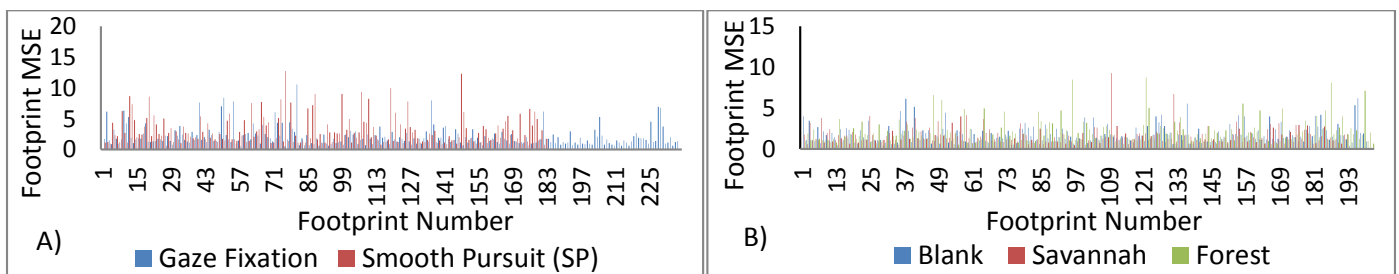 Footprint MSE
20
15
10
5
0
1 15 29 43 57 71 85 99 113 127 141 155 169 183 197 211 225
Footprint Number
A)
Gaze Fixation Smooth Pursuit (SP)
Footprint MSE
15
10
5
0
1 13 25 37 49 61 73 85 97 109 121 133 145 157 169 181 193
Footprint Number
B)
Blank Savannah Forest